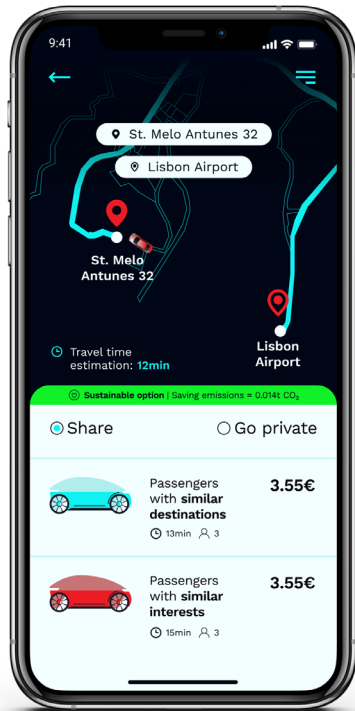 9:41
St. Melo Antunes 32
Lisbon Airport
St. Melo
Antunes 32
Travel time
estimation: 12min
Lisbon
Airport
Sustainable option | Saving emissions = 0.014t CO₂
Share
Go private
Passengers
with similar
destinations
3.55€
13min 3
Passengers
with similar
interests
3.55€
15min 3